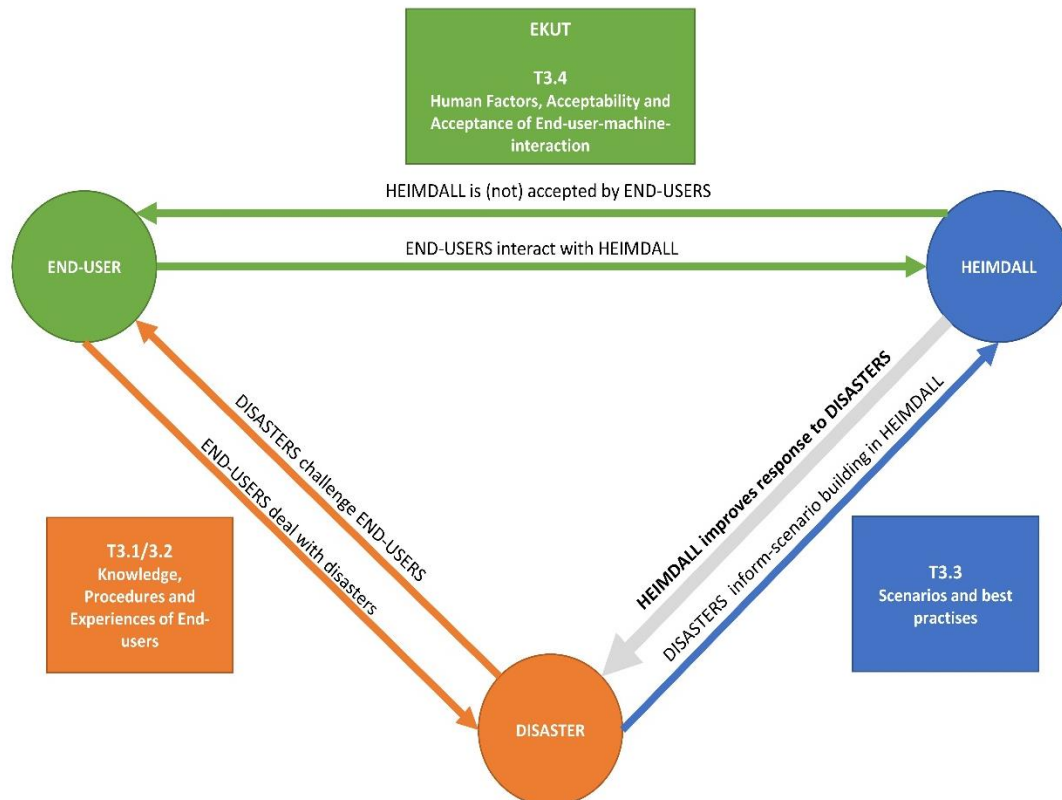 EKUT
T3.4
Human Factors, Acceptability and
Acceptance of End-user-machine-
interaction
HEIMDALL is (not) accepted by END-USERS
END-USERS interact with HEIMDALL
END-USER
HEIMDALL
DISASTERS challenge END-USERS
END-USERS deal with disasters
HEIMDALL improves response to DISASTERS
DISASTERS inform-scenario building in HEIMDALL
T3.1/3.2
Knowledge,
Procedures and
Experiences of End-
users
T3.3
Scenarios and best
practises
DISASTER